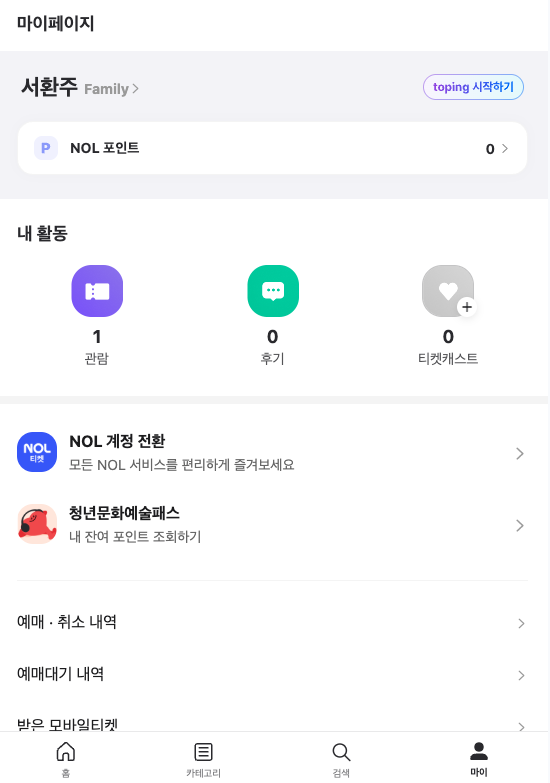 마이페이지
서환주 Family
toping 시작하기
P NOL 포인트 0
내 활동
1
관람
0
후기
0
티켓캐스트
NOL
티켓
NOL 계정 전환
모든 NOL 서비스를 편리하게 즐겨보세요
청년문화예술패스
내 잔여 포인트 조회하기
예매 · 취소 내역
예매대기 내역
받은 모바일티켓
홈
카테고리
검색
마이